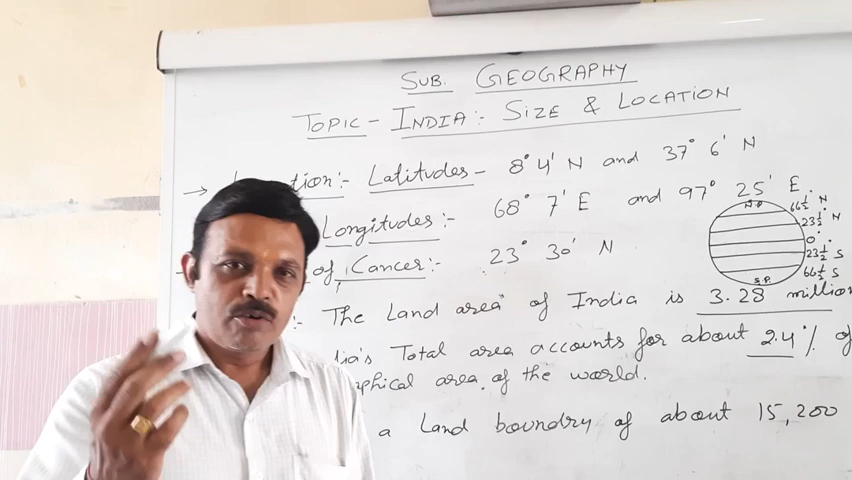 SUB. GEOGRAPHY
TOPIC - INDIA:- SIZE & LOCATION
→ :- Latitudes - 8° 4' N and 37° 6' N
Longitudes:- 68° 7' E and 97° 25' E
of Cancer:- 23° 30' N
N.P.
66½° N
23½° N
0°
23½° S
66½° S
S.P.
:- The Land area of India is 3.28 million
Total area accounts for about 2.4% of
area of the world.
a Land boundry of about 15,200